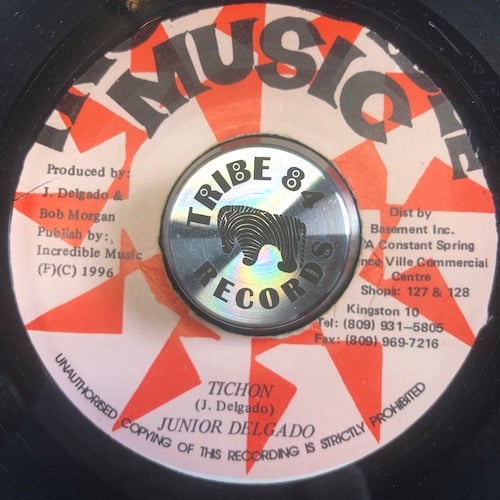 MUSIC
Produced by:
J. Delgado &
Bob Morgan
Publish by:
Incredible Music
(F)(C) 1996
TRIBE 84
RECORDS
Dist by
Basement Inc.
A Constant Spring
Ville Commercial
Centre
Shops: 127 & 128
Kingston 10
Tel: (809) 931-5805
Fax: (809) 969-7216
TICHON
(J. Delgado)
JUNIOR DELGADO
UNAUTHORISED COPYING OF THIS RECORDING IS STRICTLY PROHIBITED